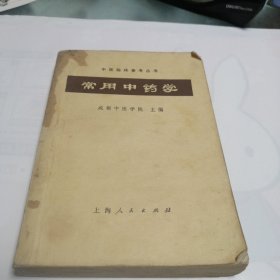 中医临床参考丛书
常用中药学
成都中医学院 主编
上海人民出版社